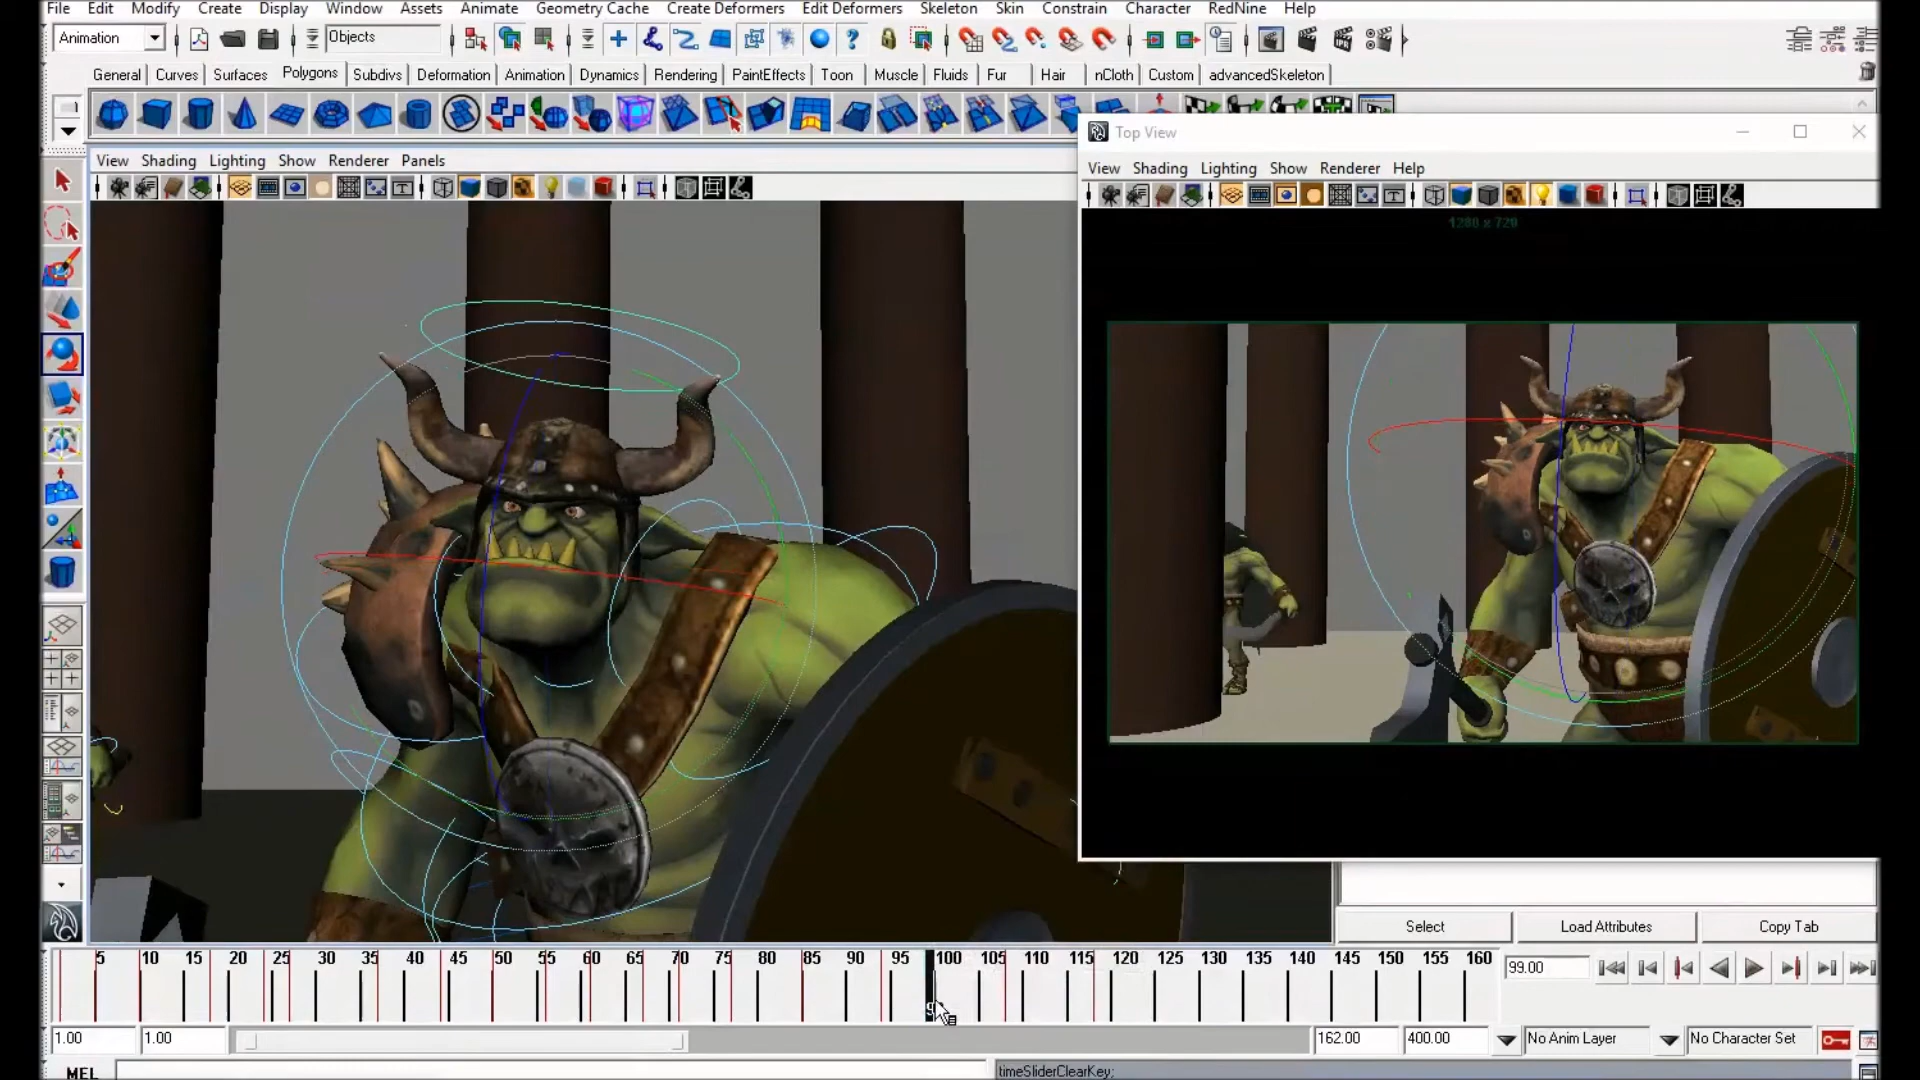 File Edit Modify Create Display Window Assets Animate Geometry Cache Create Deformers Edit Deformers Skeleton Skin Constrain Character RedNine Help
Animation Objects
General Curves Surfaces Polygons Subdivs Deformation Animation Dynamics Rendering PaintEffects Toon Muscle Fluids Fur Hair nCloth Custom advancedSkeleton
View Shading Lighting Show Renderer Panels
Top View
View Shading Lighting Show Renderer Help
1280 x 720
Select Load Attributes Copy Tab
5 10 15 20 25 30 35 40 45 50 55 60 65 70 75 80 85 90 95 100 105 110 115 120 125 130 135 140 145 150 155 160 99.00
1.00 1.00 162.00 400.00 No Anim Layer No Character Set
MEL timeSliderClearKey;